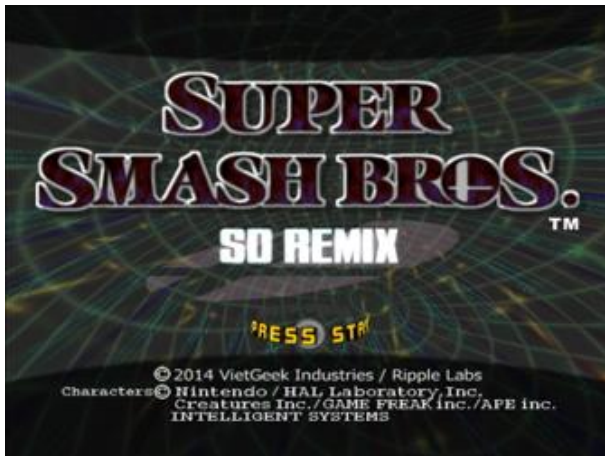 SUPER
SMASH BROS.
TM
SD REMIX
PRESS START
© 2014 VietGeek Industries / Ripple Labs
Characters © Nintendo / HAL Laboratory, Inc.
Creatures Inc./GAME FREAK inc./APE inc.
INTELLIGENT SYSTEMS